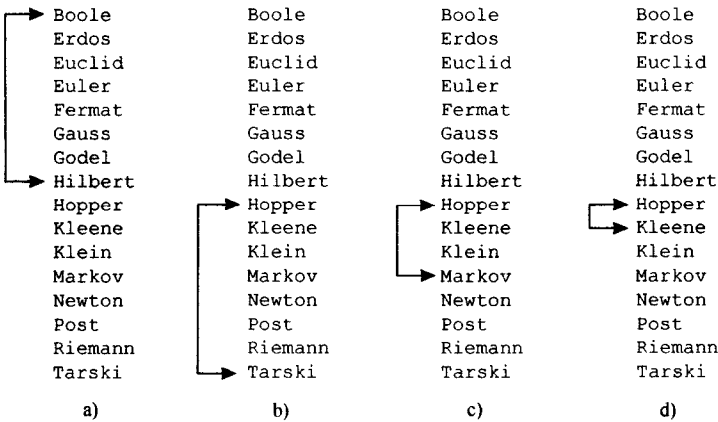 Boole Boole Boole Boole
Erdos Erdos Erdos Erdos
Euclid Euclid Euclid Euclid
Euler Euler Euler Euler
Fermat Fermat Fermat Fermat
Gauss Gauss Gauss Gauss
Godel Godel Godel Godel
Hilbert Hilbert Hilbert Hilbert
Hopper Hopper Hopper Hopper
Kleene Kleene Kleene Kleene
Klein Klein Klein Klein
Markov Markov Markov Markov
Newton Newton Newton Newton
Post Post Post Post
Riemann Riemann Riemann Riemann
Tarski Tarski Tarski Tarski
a) b) c) d)